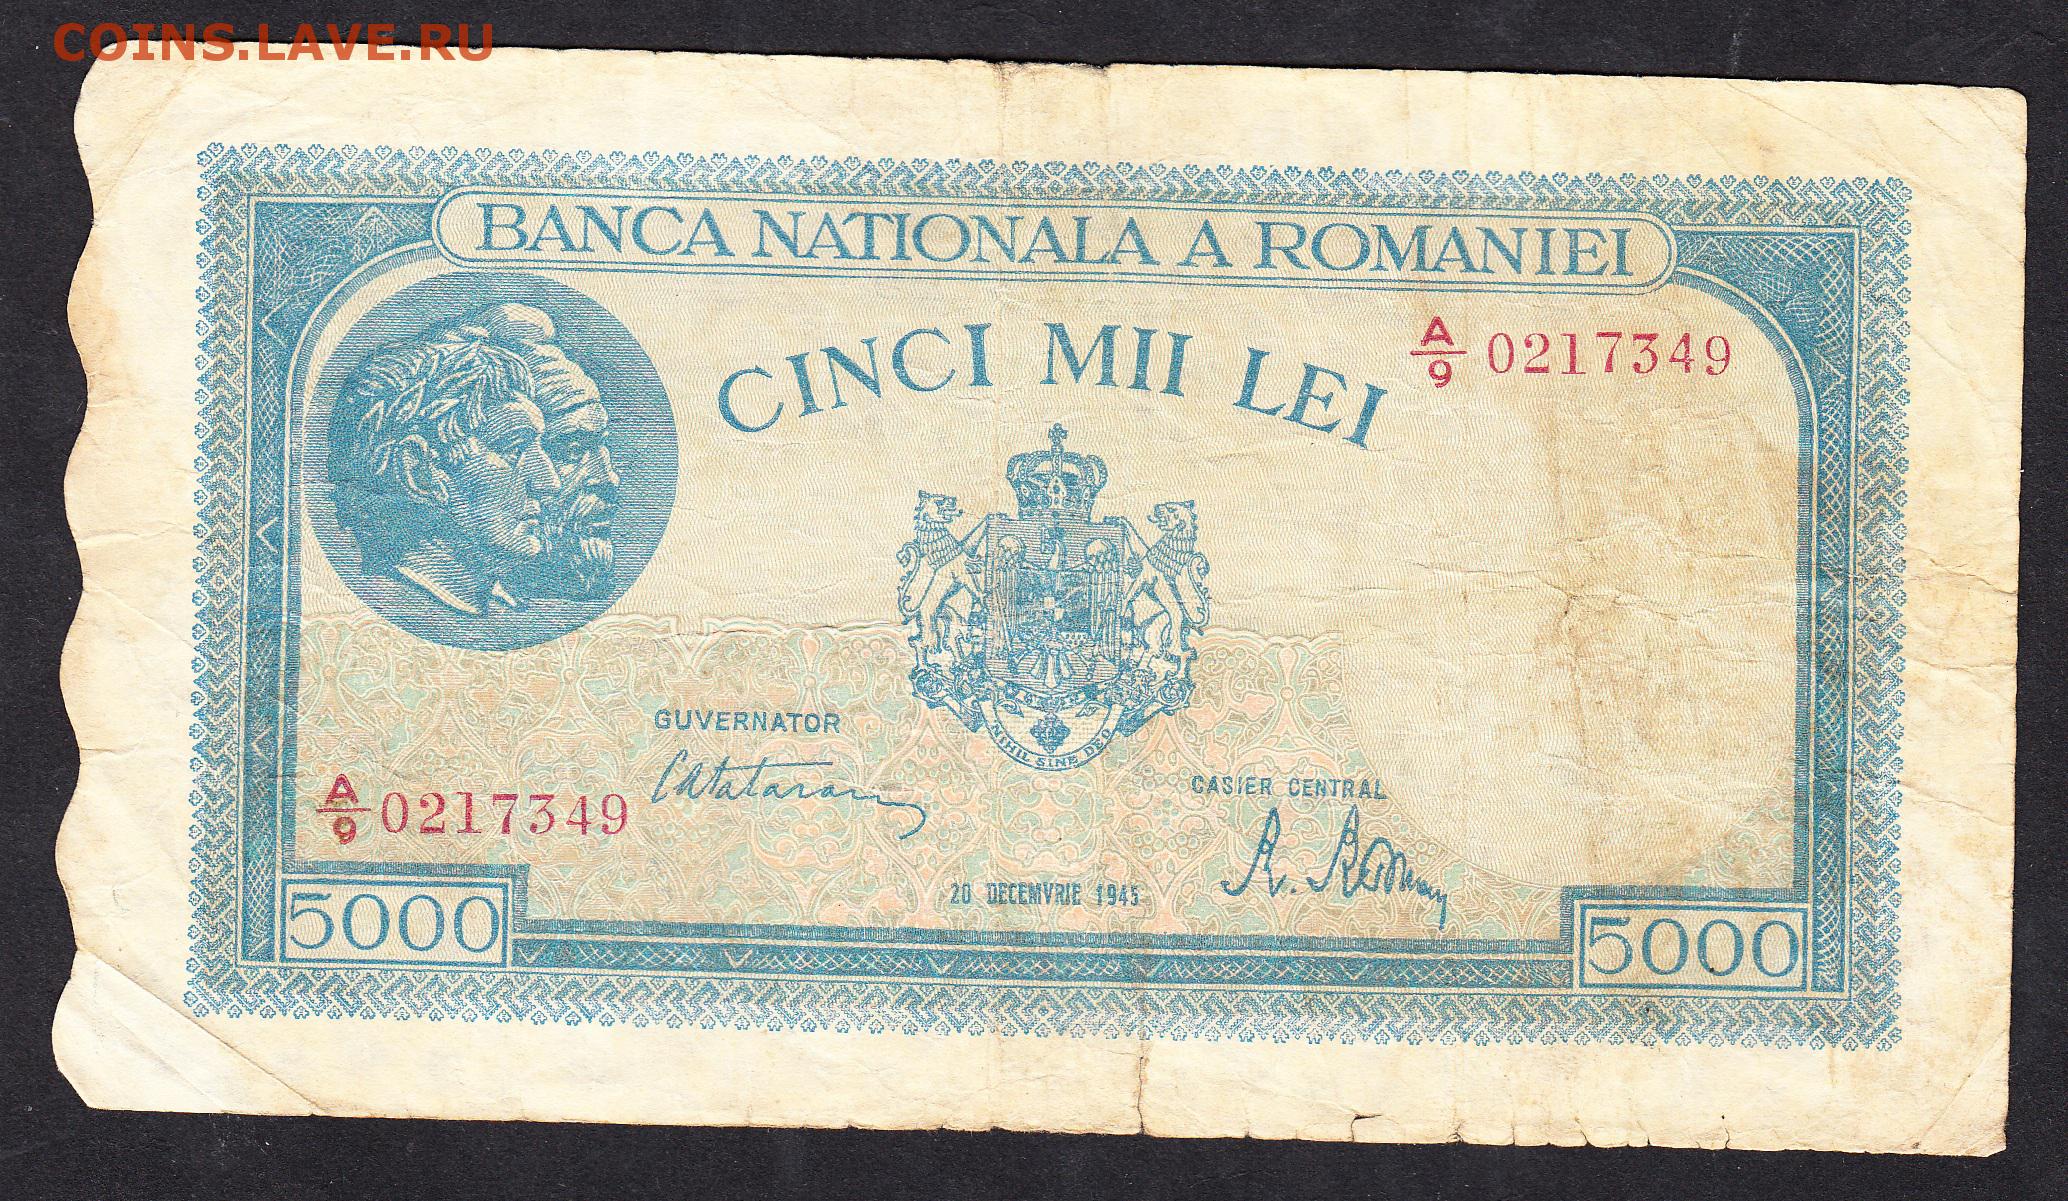 COINS.LAVE.RU
BANCA NATIONALA A ROMANIEI
CINCI MII LEI
A/9 0217349
NIHIL SINE DEO
GUVERNATOR
CASIER CENTRAL
A/9 0217349
20 DECEMVRIE 1945
5000
5000